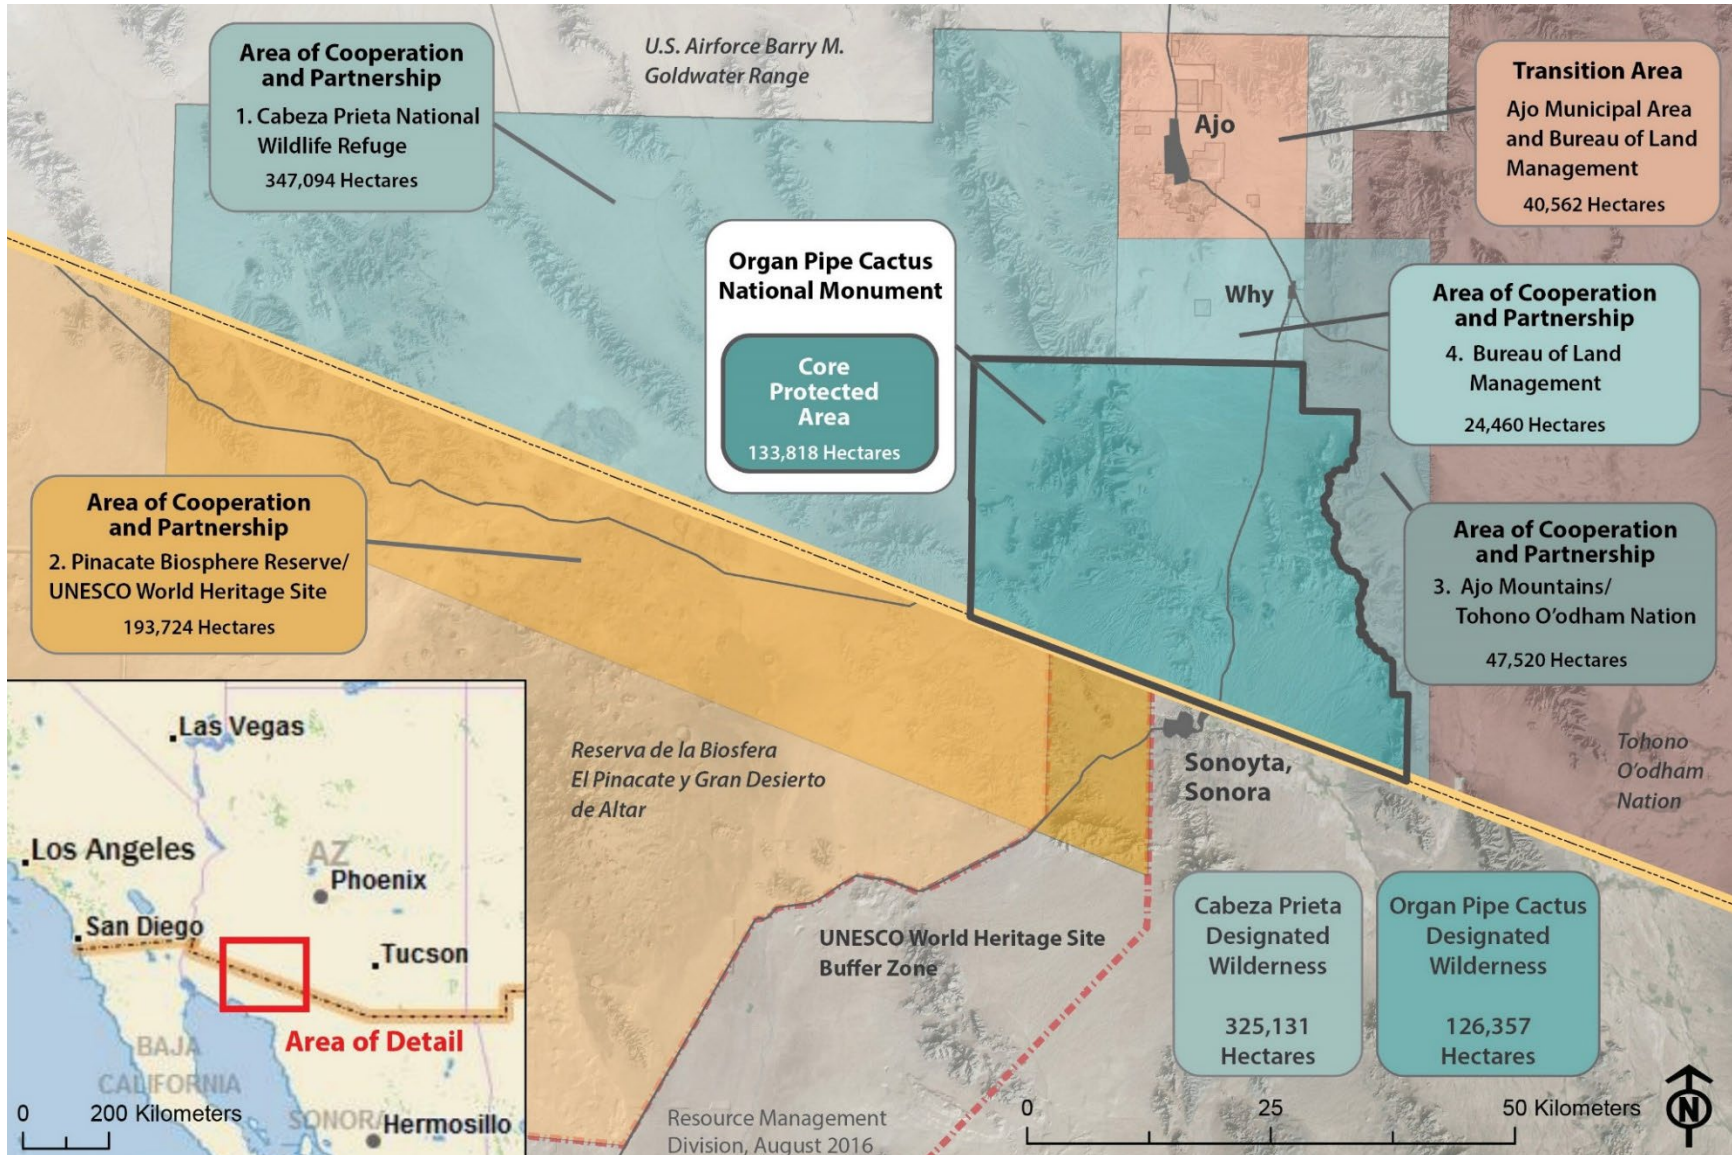 Area of Cooperation
and Partnership
1. Cabeza Prieta National
Wildlife Refuge
347,094 Hectares
U.S. Airforce Barry M.
Goldwater Range
Ajo
Transition Area
Ajo Municipal Area
and Bureau of Land
Management
40,562 Hectares
Organ Pipe Cactus
National Monument
Core
Protected
Area
133,818 Hectares
Why
Area of Cooperation
and Partnership
4. Bureau of Land
Management
24,460 Hectares
Area of Cooperation
and Partnership
2. Pinacate Biosphere Reserve/
UNESCO World Heritage Site
193,724 Hectares
Area of Cooperation
and Partnership
3. Ajo Mountains/
Tohono O'odham Nation
47,520 Hectares
Reserva de la Biosfera
El Pinacate y Gran Desierto
de Altar
Sonoyta,
Sonora
Tohono
O'odham
Nation
UNESCO World Heritage Site
Buffer Zone
Cabeza Prieta
Designated
Wilderness
325,131
Hectares
Organ Pipe Cactus
Designated
Wilderness
126,357
Hectares
Las Vegas
Los Angeles
AZ
Phoenix
San Diego
Tucson
Area of Detail
BAJA
CALIFORNIA
SONORA
Hermosillo
0 200 Kilometers
Resource Management
Division, August 2016
0 25 50 Kilometers
N